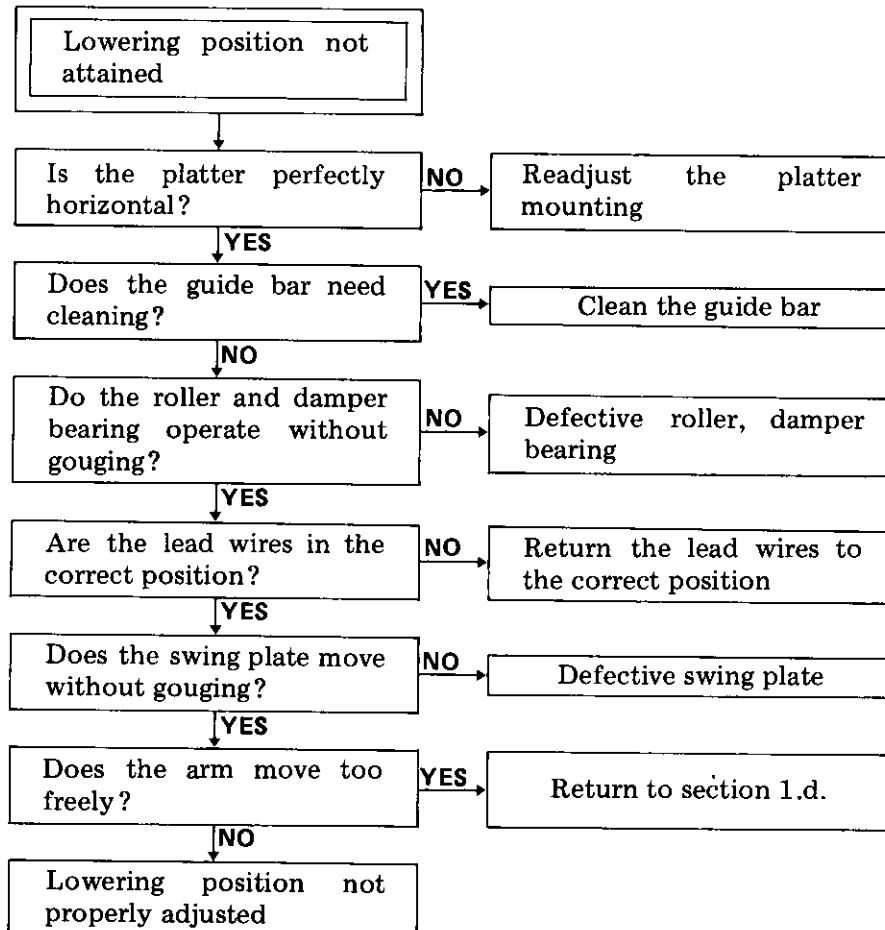 Lowering position not
attained
Is the platter perfectly
horizontal?
NO
Readjust the platter
mounting
YES
Does the guide bar need
cleaning?
YES
Clean the guide bar
NO
Do the roller and damper
bearing operate without
gouging?
NO
Defective roller, damper
bearing
YES
Are the lead wires in the
correct position?
NO
Return the lead wires to
the correct position
YES
Does the swing plate move
without gouging?
NO
Defective swing plate
YES
Does the arm move too
freely?
YES
Return to section 1.d.
NO
Lowering position not
properly adjusted